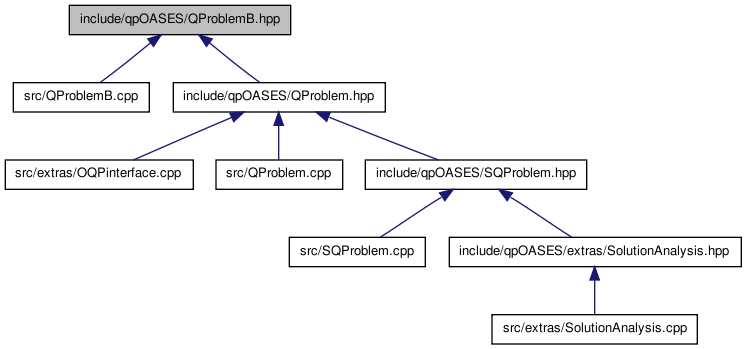 include/qpOASES/QProblemB.hpp
src/QProblemB.cpp
include/qpOASES/QProblem.hpp
src/extras/OQPinterface.cpp
src/QProblem.cpp
include/qpOASES/SQProblem.hpp
src/SQProblem.cpp
include/qpOASES/extras/SolutionAnalysis.hpp
src/extras/SolutionAnalysis.cpp